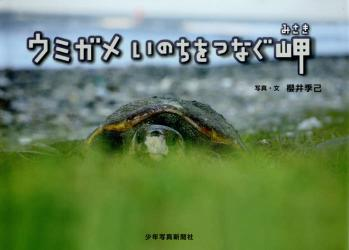 みさき
ウミガメ いのちをつなぐ岬
写真・文 櫻井季己
少年写真新聞社